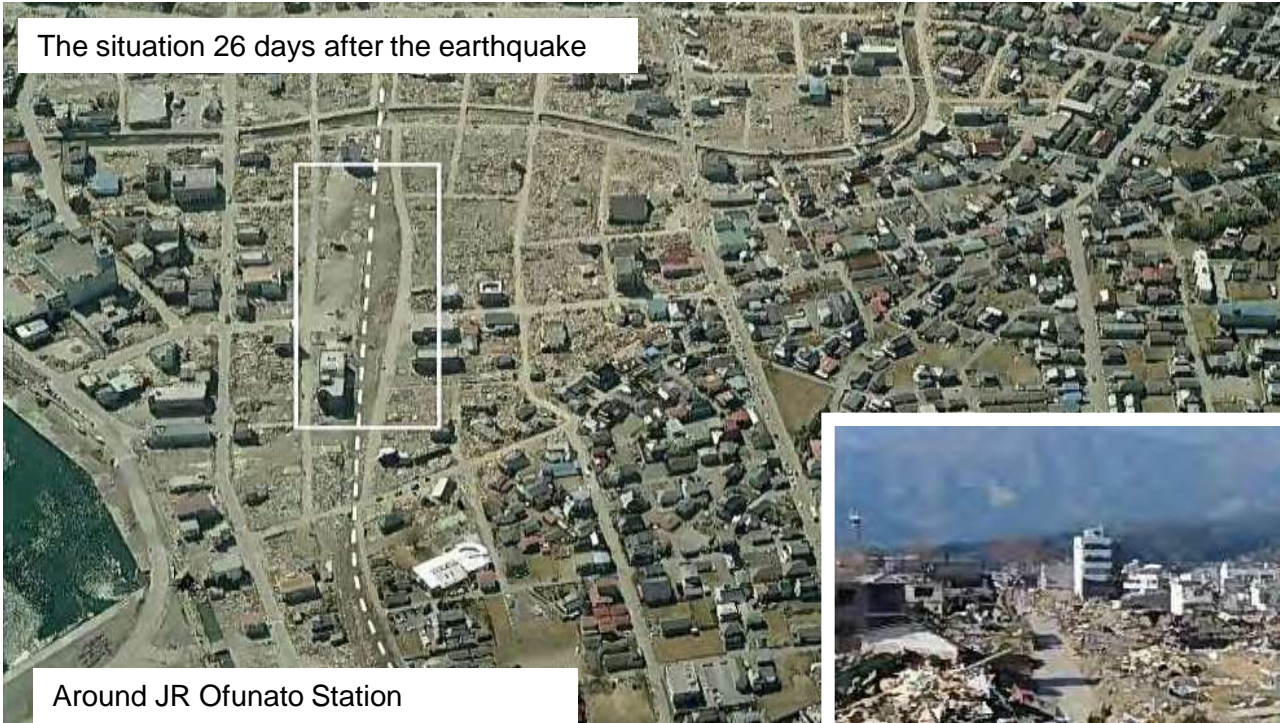 The situation 26 days after the earthquake
Around JR Ofunato Station